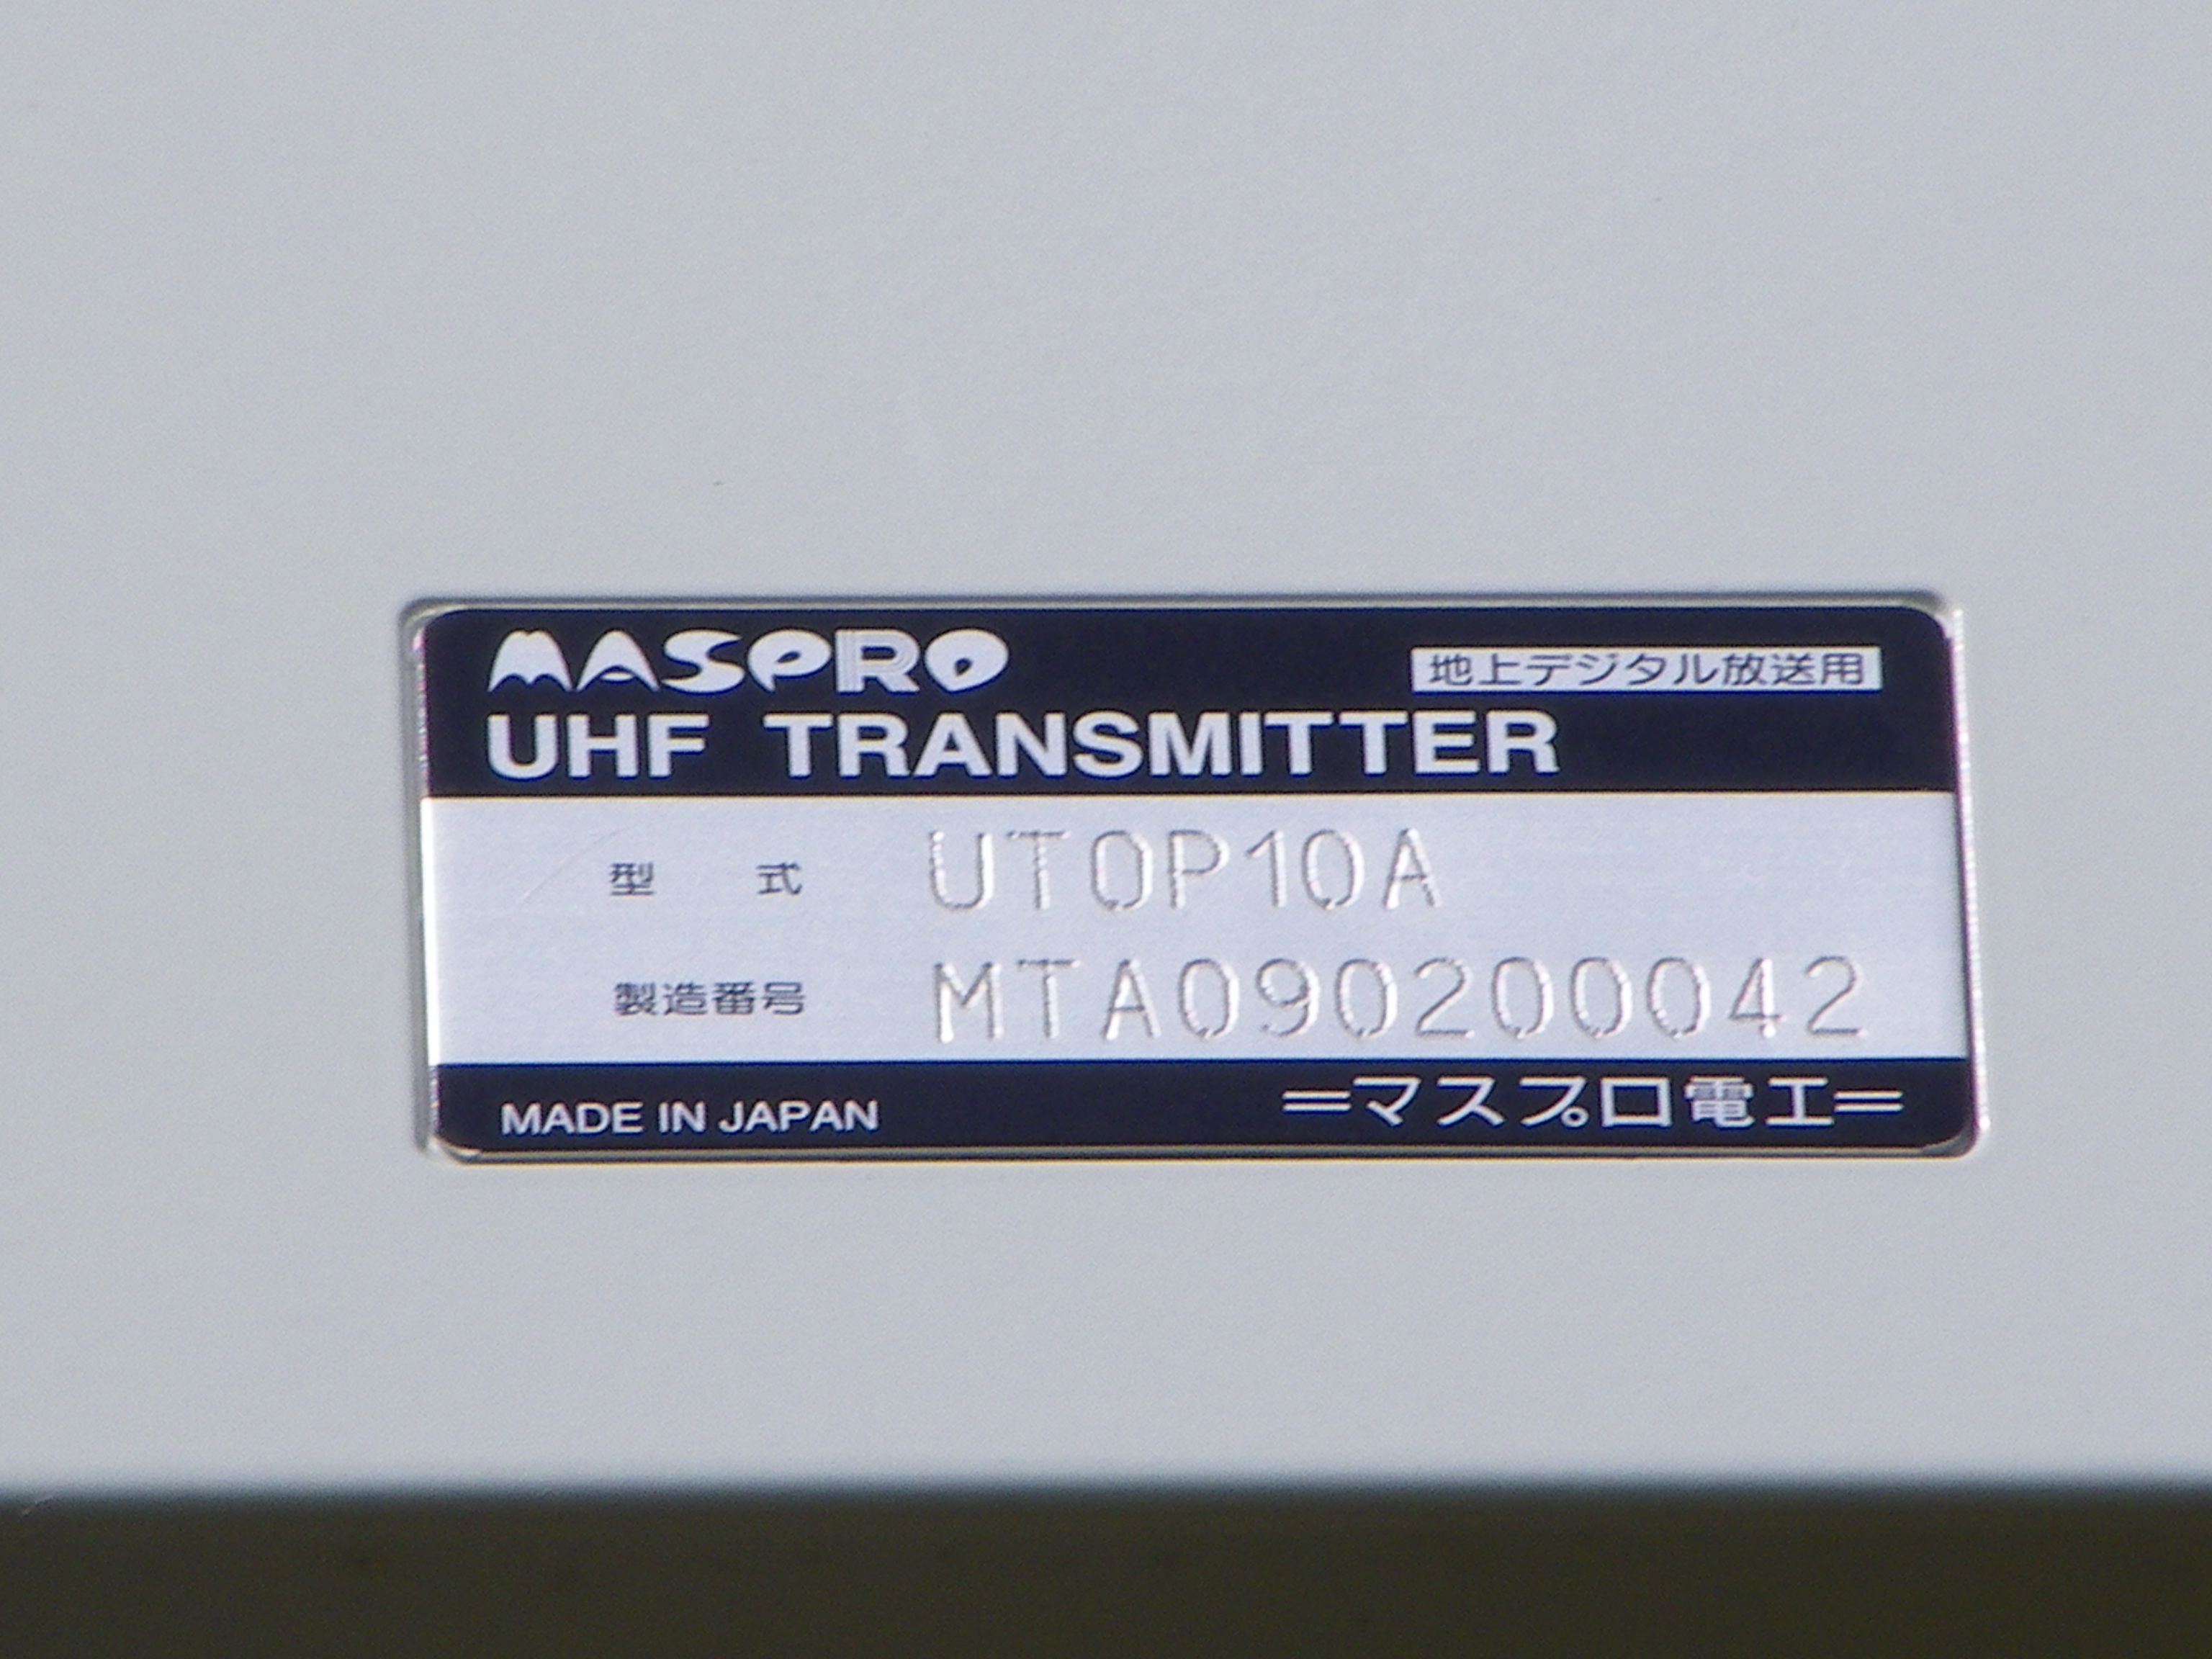 MASPRO
地上デジタル放送用
UHF TRANSMITTER
型式 UT0P10A
製造番号 MTA090200042
MADE IN JAPAN
=マスプロ電工=